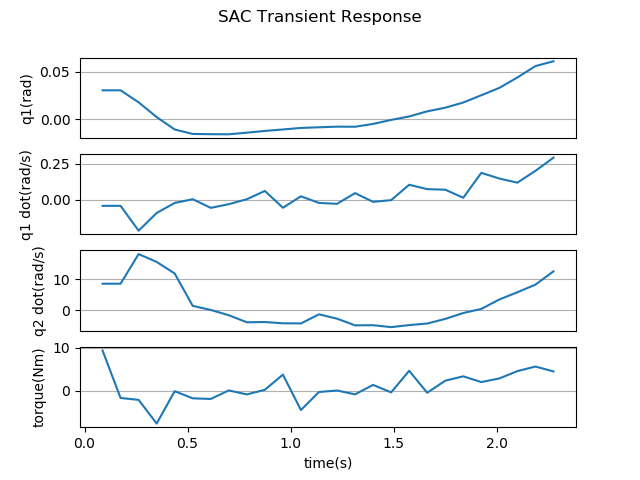 SAC Transient Response
q1(rad)
0.05
0.00
q1 dot(rad/s)
0.25
0.00
q2 dot(rad/s)
10
0
torque(Nm)
10
0
0.0 0.5 1.0 1.5 2.0
time(s)